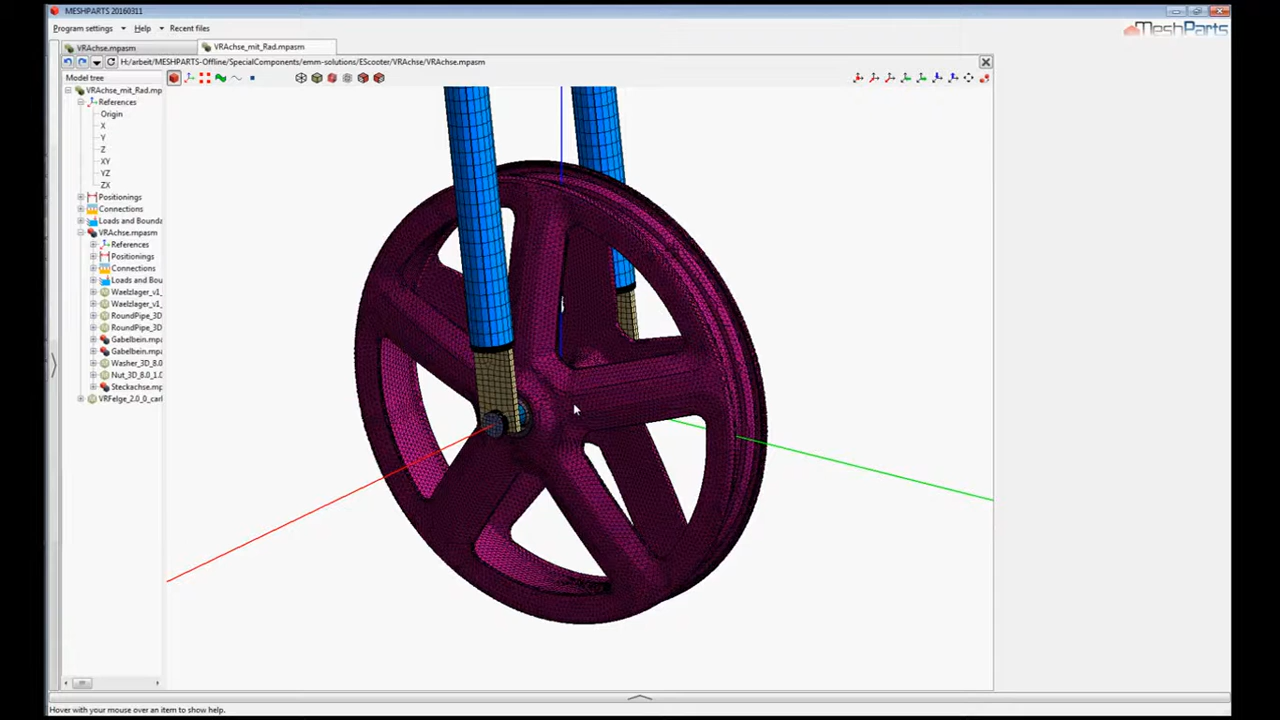 MESHPARTS 20160311
Program settings Help Recent files
MeshParts
VRAchse.mpasm VRAchse_mit_Rad.mpasm
H:/arbeit/MESHPARTS-Offline/SpecialComponents/emm-solutions/EScooter/VRAchse/VRAchse.mpasm
Model tree
VRAchse_mit_Rad.mp
References
Origin
X
Y
Z
XY
YZ
ZX
Positionings
Connections
Loads and Bounda
VRAchse.mpasm
References
Positionings
Connections
Loads and Bou
Waelzlager_v1_
Waelzlager_v1_
RoundPipe_3D
RoundPipe_3D
Gabelbein.mpa
Gabelbein.mpa
Washer_3D_8.0
Nut_3D_8.0_1.0
Steckachse.mp
VRFelge_2.0_0_carl
Hover with your mouse over an item to show help.